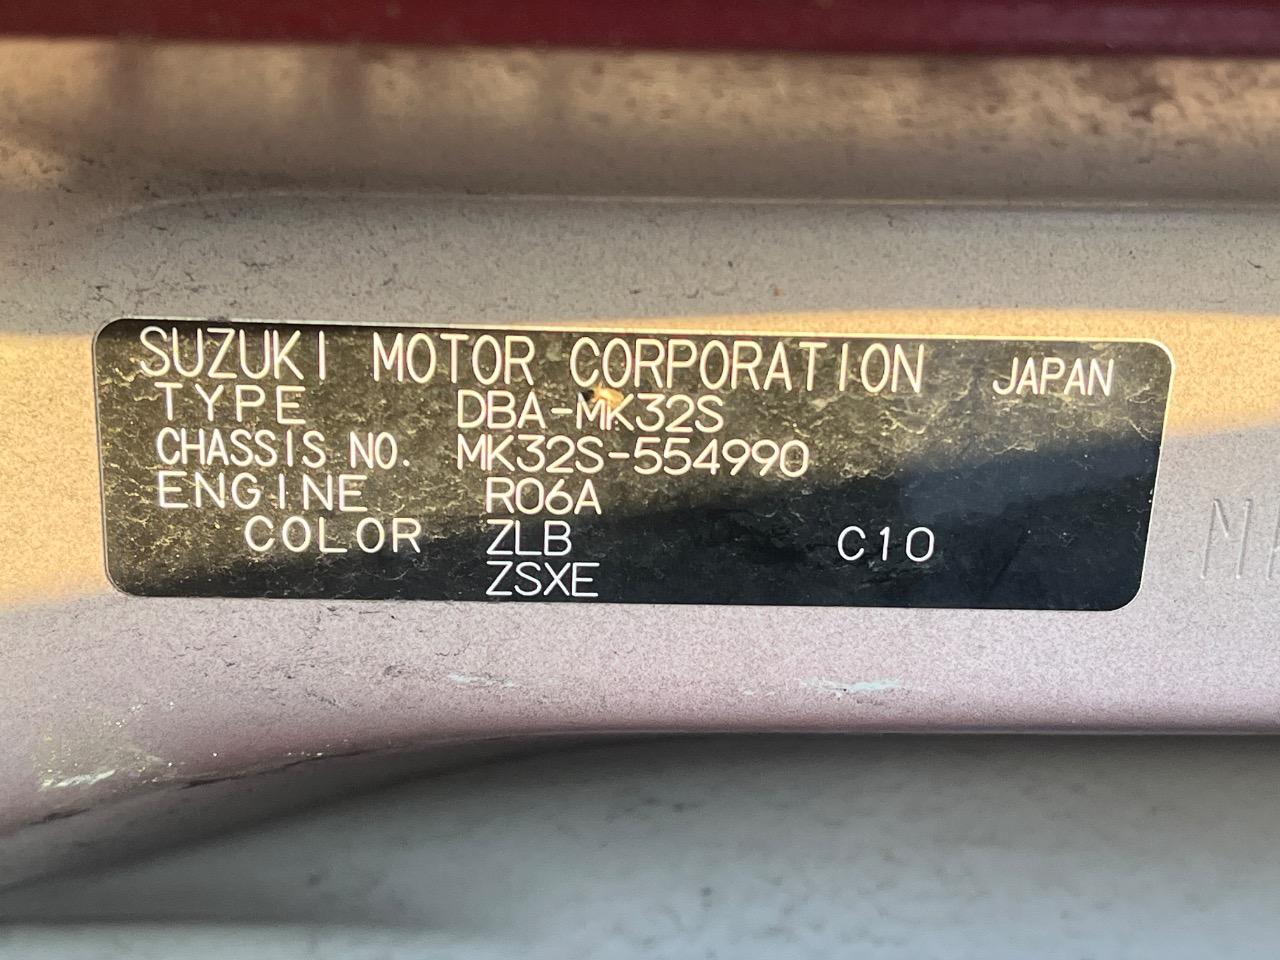 SUZUKI MOTOR CORPORATION JAPAN
TYPE DBA-MK32S
CHASSIS NO. MK32S-554990
ENGINE R06A
COLOR ZLB C10
ZSXE